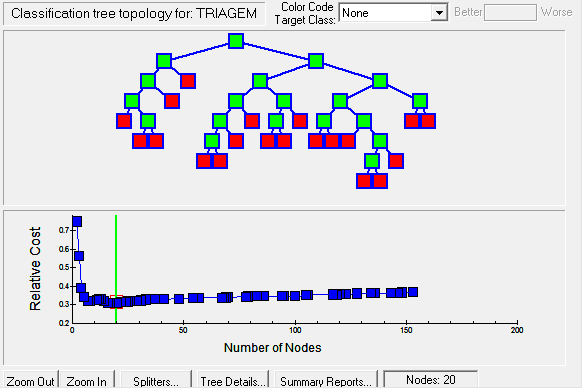 Classification tree topology for: TRIAGEM
Color Code
Target Class:
None
Better
Worse
Relative Cost
0.7
0.6
0.5
0.4
0.3
0.2
0
50
100
150
200
Number of Nodes
Zoom Out
Zoom In
Splitters...
Tree Details...
Summary Reports...
Nodes: 20